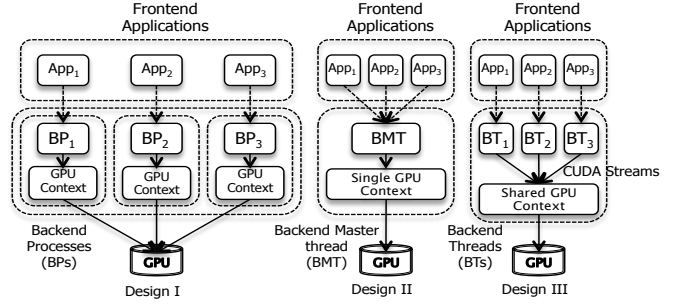 Frontend
Applications
App1
App2
App3
BP1
BP2
BP3
GPU
Context
GPU
Context
GPU
Context
Backend
Processes
(BPs)
GPU
Design I
Frontend
Applications
App1
App2
App3
BMT
Single GPU
Context
Backend Master
thread
(BMT)
GPU
Design II
Frontend
Applications
App1
App2
App3
BT1
BT2
BT3
CUDA Streams
Shared GPU
Context
Backend
Threads
(BTs)
GPU
Design III